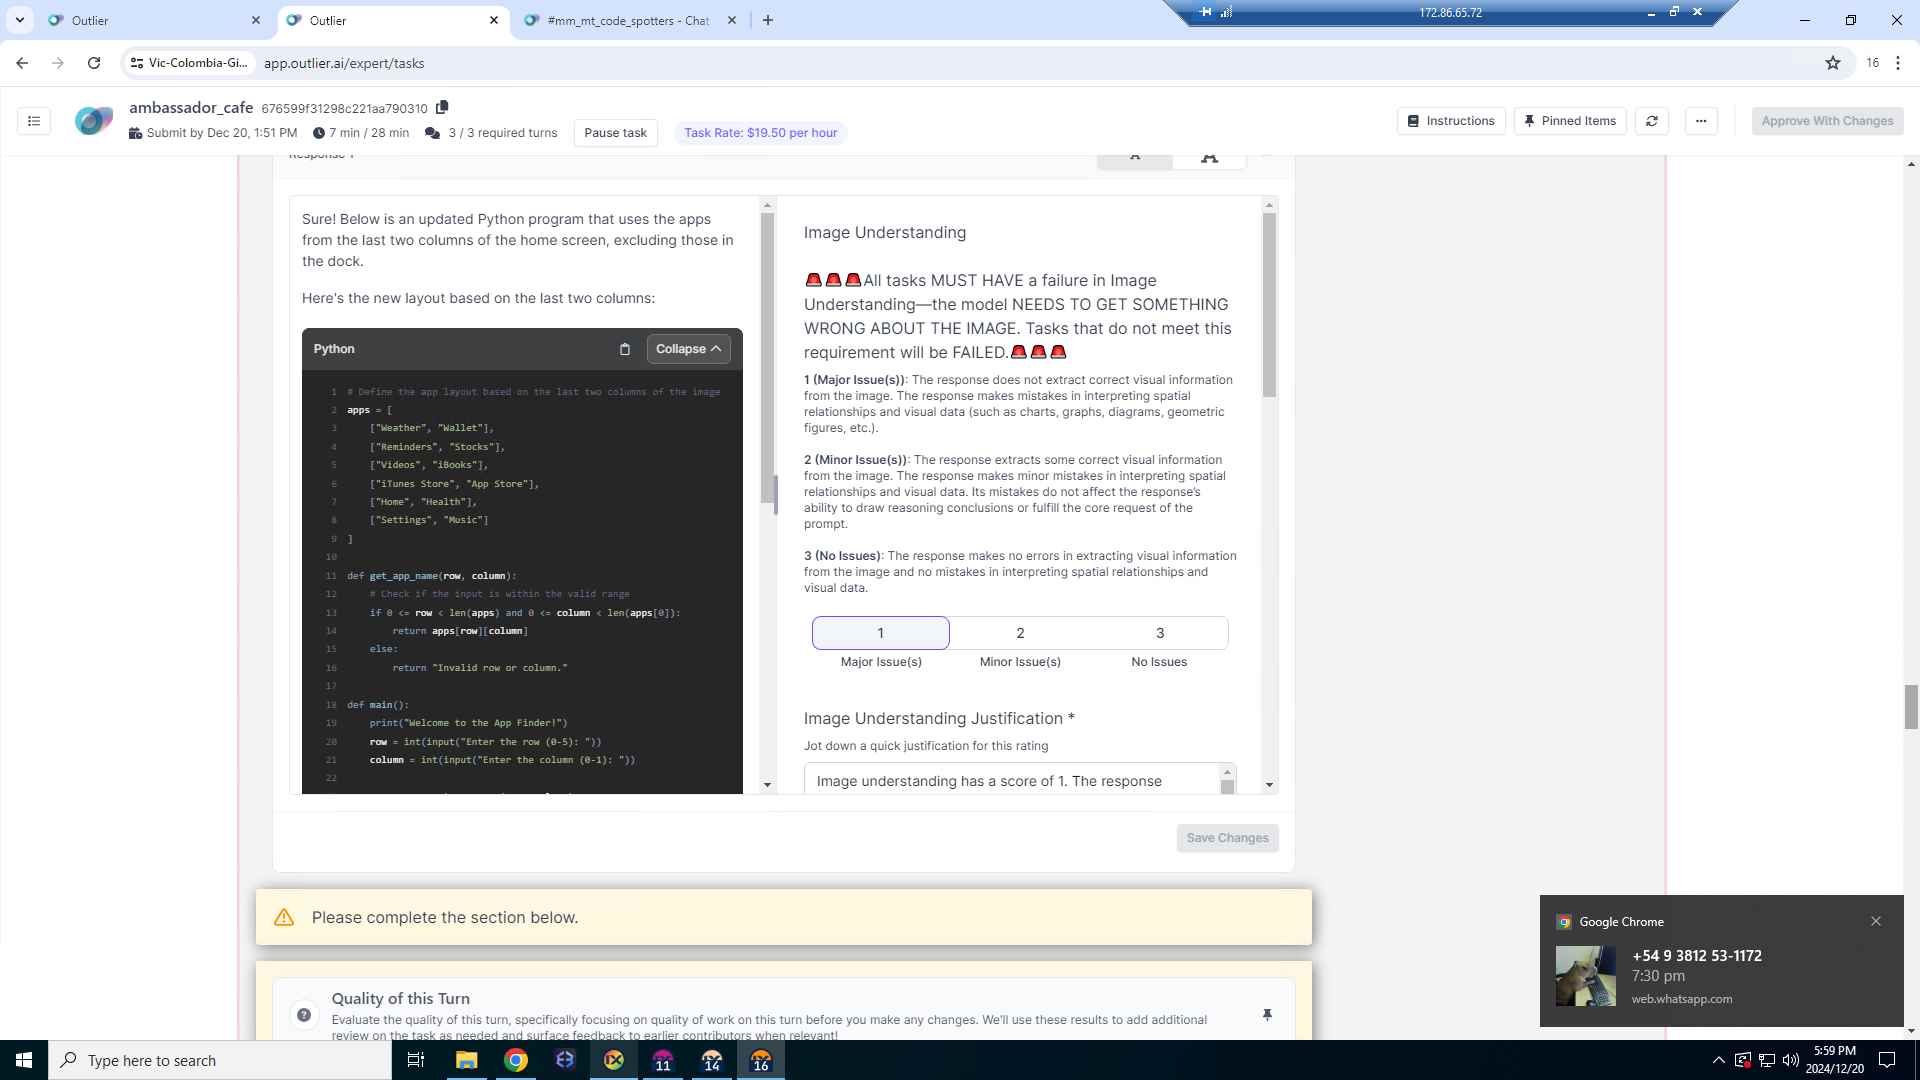 Outlier
Outlier
#mm_mt_code_spotters - Chat
172.86.65.72
Vic-Colombia-Gi...
app.outlier.ai/expert/tasks
16
ambassador_cafe 676599f31298c221aa790310
Submit by Dec 20, 1:51 PM
7 min / 28 min
3 / 3 required turns
Pause task
Task Rate: $19.50 per hour
Instructions
Pinned Items
Approve With Changes
Response 1
Sure! Below is an updated Python program that uses the apps
from the last two columns of the home screen, excluding those in
the dock.
Here's the new layout based on the last two columns:
Python
Collapse
1 # Define the app layout based on the last two columns of the image
2 apps = [
3 ["Weather", "Wallet"],
4 ["Reminders", "Stocks"],
5 ["Videos", "iBooks"],
6 ["iTunes Store", "App Store"],
7 ["Home", "Health"],
8 ["Settings", "Music"]
9 ]
10
11 def get_app_name(row, column):
12 # Check if the input is within the valid range
13 if 0 <= row < len(apps) and 0 <= column < len(apps[0]):
14 return apps[row][column]
15 else:
16 return "Invalid row or column."
17
18 def main():
19 print("Welcome to the App Finder!")
20 row = int(input("Enter the row (0-5): "))
21 column = int(input("Enter the column (0-1): "))
22
Image Understanding
🚨🚨🚨All tasks MUST HAVE a failure in Image
Understanding—the model NEEDS TO GET SOMETHING
WRONG ABOUT THE IMAGE. Tasks that do not meet this
requirement will be FAILED.🚨🚨🚨
1 (Major Issue(s)): The response does not extract correct visual information
from the image. The response makes mistakes in interpreting spatial
relationships and visual data (such as charts, graphs, diagrams, geometric
figures, etc.).
2 (Minor Issue(s)): The response extracts some correct visual information
from the image. The response makes minor mistakes in interpreting spatial
relationships and visual data. Its mistakes do not affect the response's
ability to draw reasoning conclusions or fulfill the core request of the
prompt.
3 (No Issues): The response makes no errors in extracting visual information
from the image and no mistakes in interpreting spatial relationships and
visual data.
1
2
3
Major Issue(s)
Minor Issue(s)
No Issues
Image Understanding Justification *
Jot down a quick justification for this rating
Image understanding has a score of 1. The response
Save Changes
Please complete the section below.
Quality of this Turn
Evaluate the quality of this turn, specifically focusing on quality of work on this turn before you make any changes. We'll use these results to add additional
review on the task as needed and surface feedback to earlier contributors when relevant!
Google Chrome
+54 9 3812 53-1172
7:30 pm
web.whatsapp.com
Type here to search
11
14
16
5:59 PM
2024/12/20